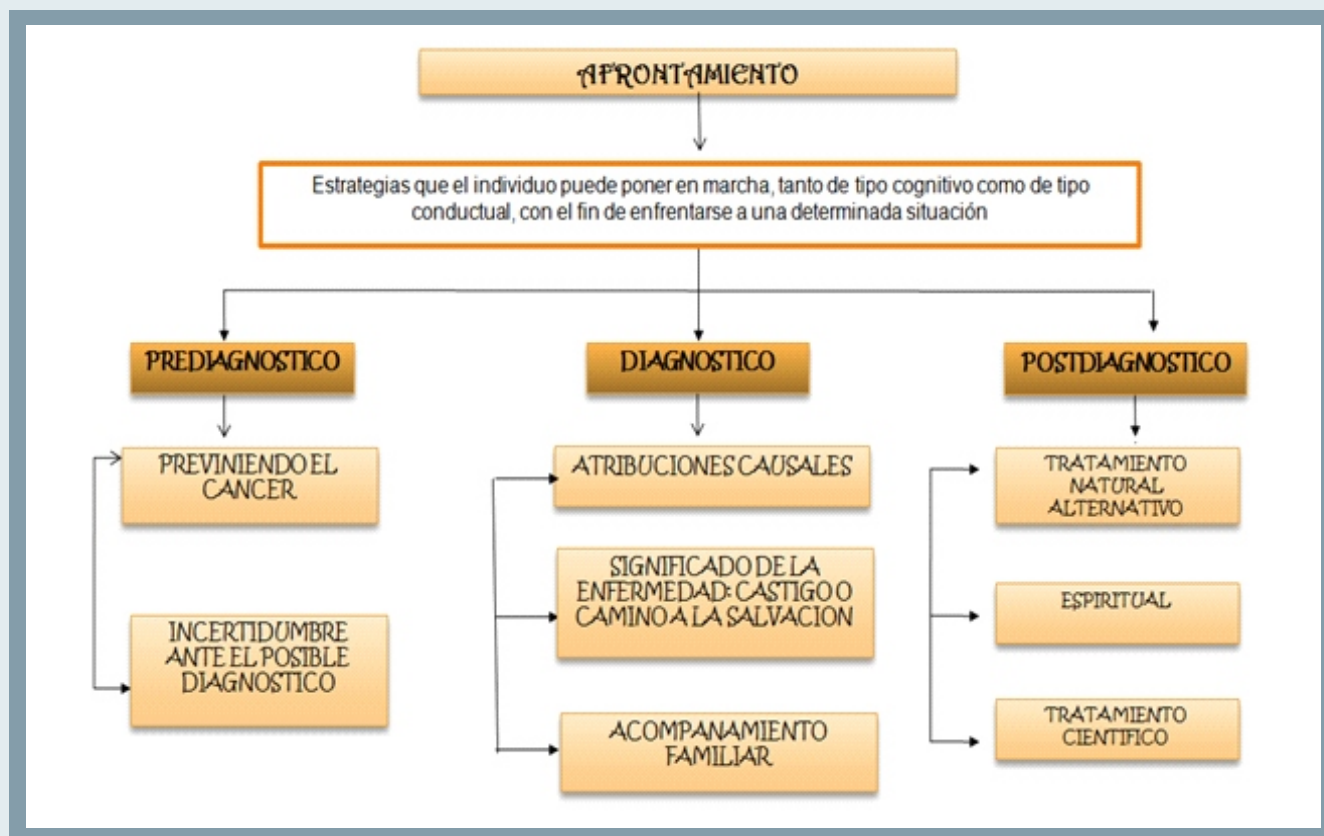 AFRONTAMIENTO
Estrategias que el individuo puede poner en marcha, tanto de tipo cognitivo como de tipo
conductual, con el fin de enfrentarse a una determinada situación
PREDIAGNOSTICO
PREVINIENDO EL
CANCER
INCERTIDUMBRE
ANTE EL POSIBLE
DIAGNOSTICO
DIAGNOSTICO
ATRIBUCIONES CAUSALES
SIGNIFICADO DE LA
ENFERMEDAD: CASTIGO O
CAMINO A LA SALVACION
ACOMPANAMIENTO
FAMILIAR
POSTDIAGNOSTICO
TRATAMIENTO
NATURAL
ALTERNATIVO
ESPIRITUAL
TRATAMIENTO
CIENTIFICO